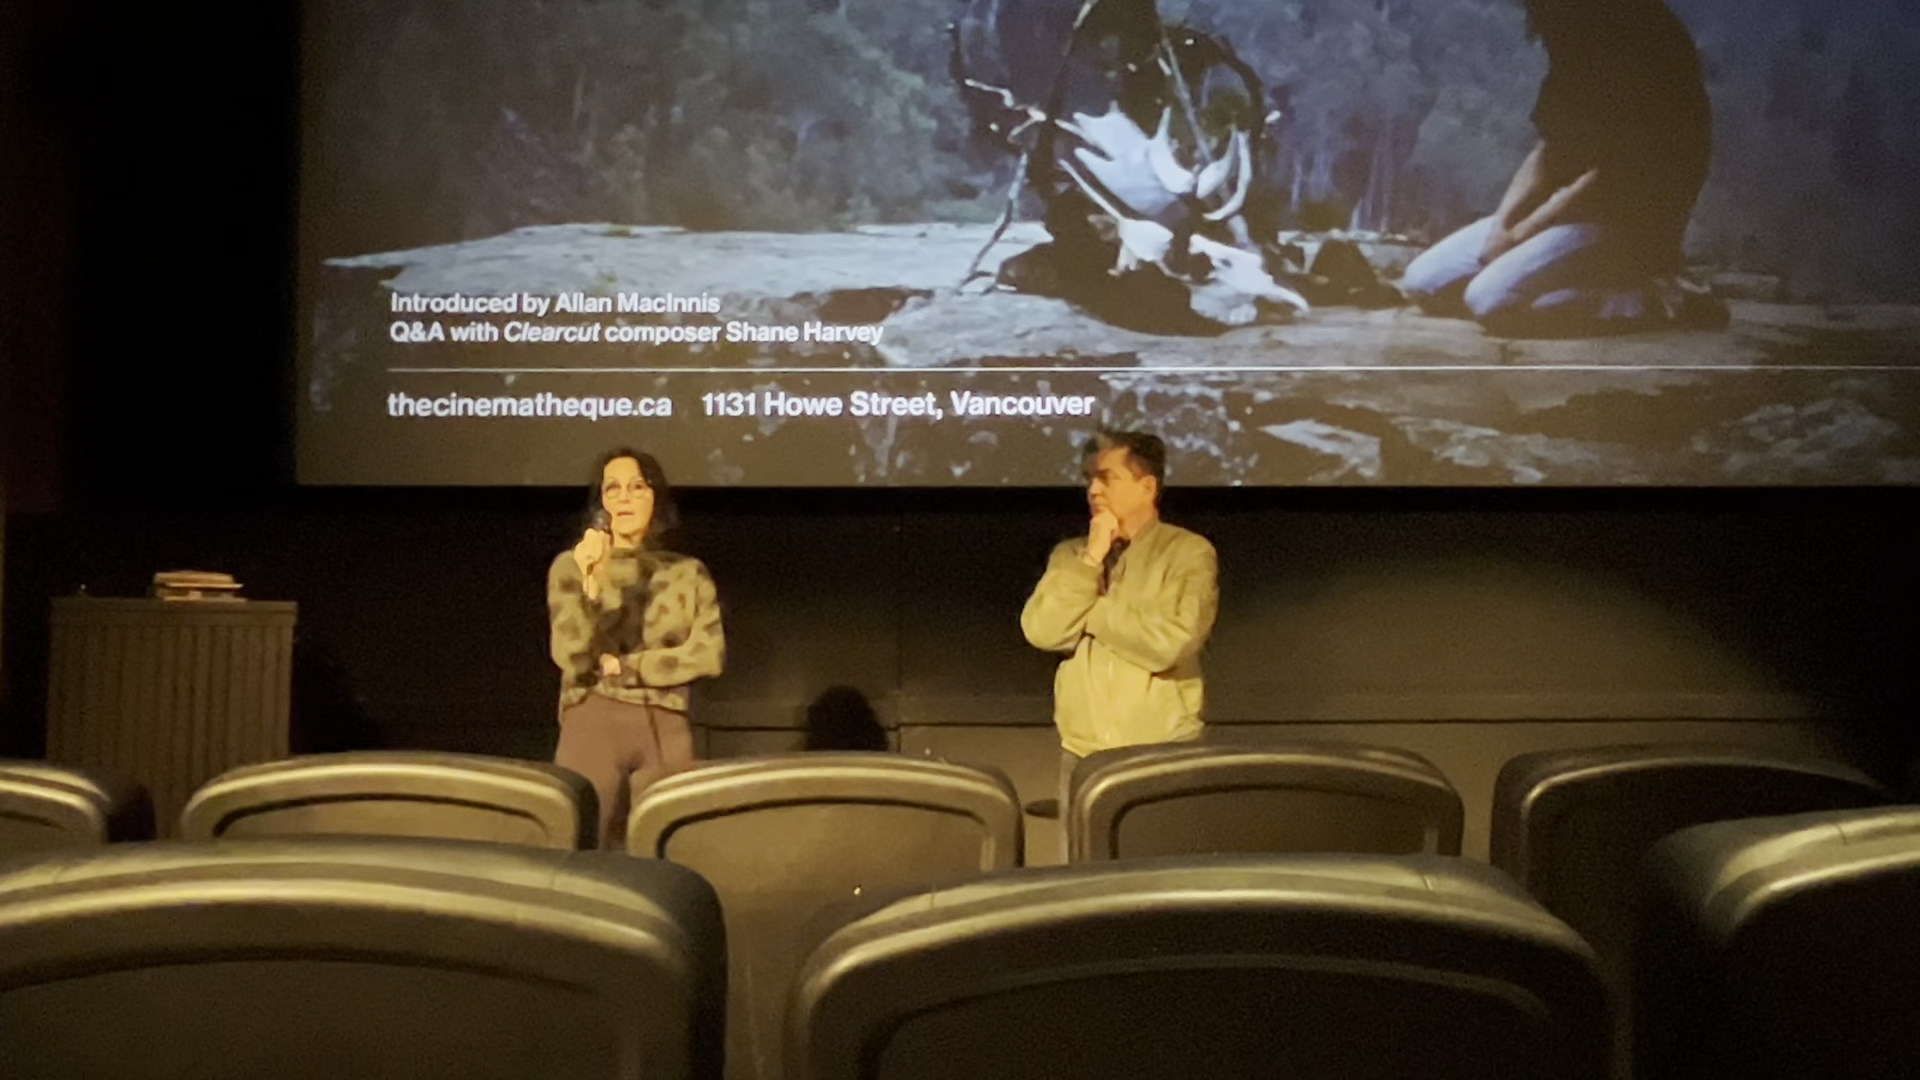 Introduced by Allan MacInnis
Q&A with Clearcut composer Shane Harvey
thecinematheque.ca 1131 Howe Street, Vancouver